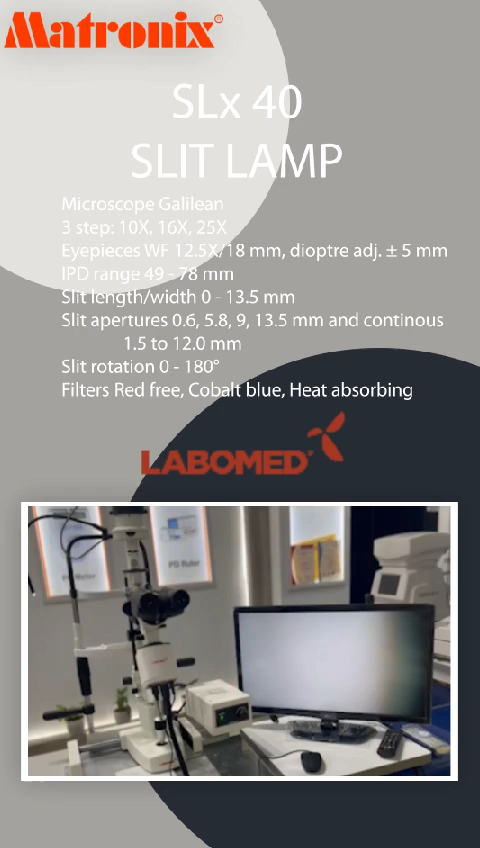 Matronix®
SLx 40
SLIT LAMP
Microscope Galilean
3 step: 10X, 16X, 25X
Eyepieces WF 12.5X/18 mm, dioptre adj. ± 5 mm
IPD range 49 - 78 mm
Slit length/width 0 - 13.5 mm
Slit apertures 0.6, 5.8, 9, 13.5 mm and continous
1.5 to 12.0 mm
Slit rotation 0 - 180°
Filters Red free, Cobalt blue, Heat absorbing
LABOMED
PD Ruler